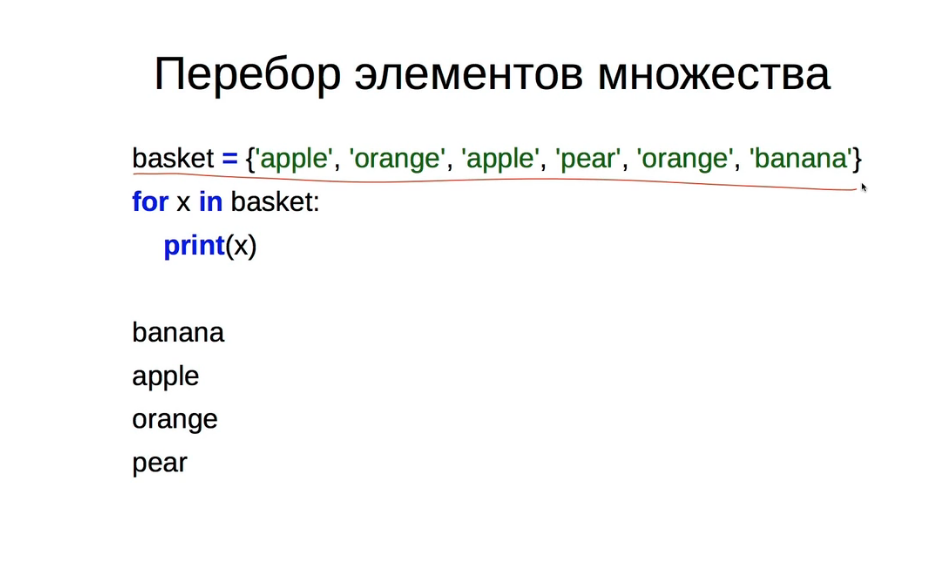 Перебор элементов множества
basket = {'apple', 'orange', 'apple', 'pear', 'orange', 'banana'}
for x in basket:
print(x)
banana
apple
orange
pear